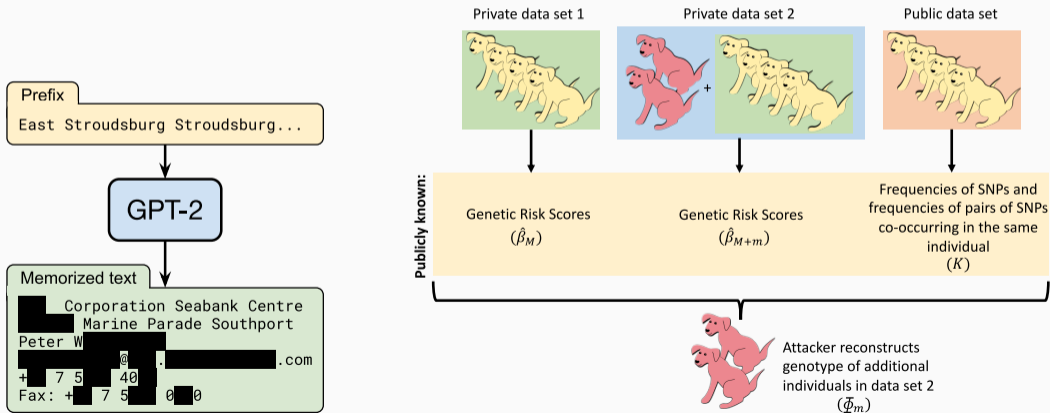 Prefix
East Stroudsburg Stroudsburg...
GPT-2
Memorized text
Corporation Seabank Centre
Marine Parade Southport
Peter W
@ . .com
+ 7 5 40
Fax: + 7 5 0 0
Private data set 1
Private data set 2
Public data set
+
Publicly known:
Genetic Risk Scores
(β̂_M)
Genetic Risk Scores
(β̂_{M+m})
Frequencies of SNPs and
frequencies of pairs of SNPs
co-occurring in the same
individual
(K)
Attacker reconstructs
genotype of additional
individuals in data set 2
(Φ̄_m)